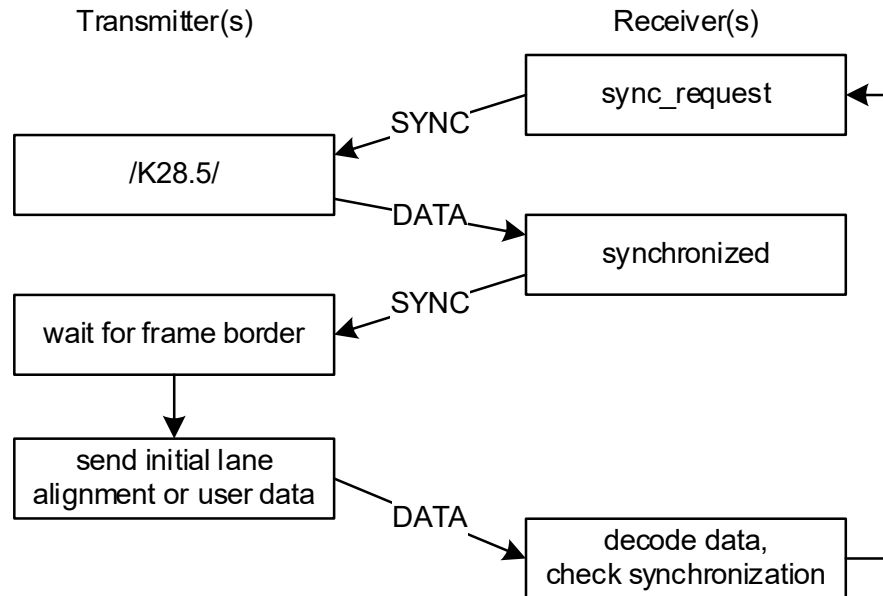 Transmitter(s)
Receiver(s)
sync_request
SYNC
/K28.5/
DATA
synchronized
SYNC
wait for frame border
send initial lane
alignment or user data
DATA
decode data,
check synchronization